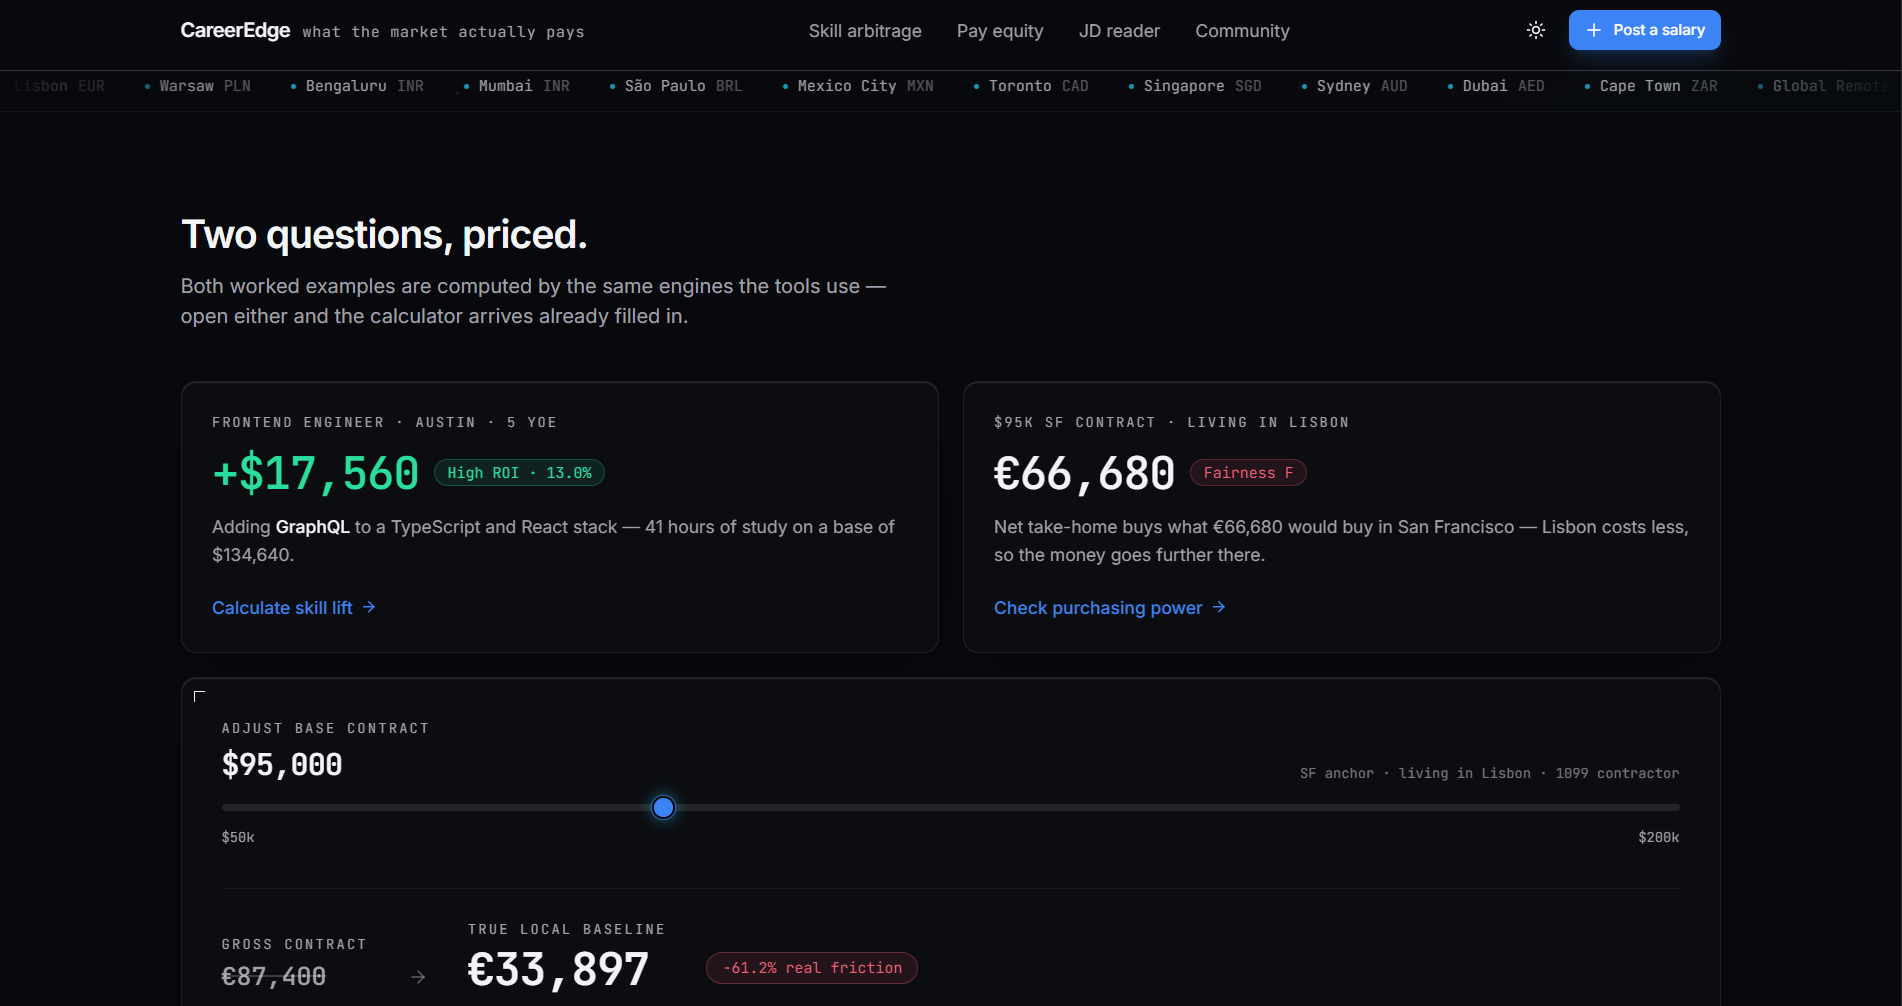 CareerEdge what the market actually pays
Skill arbitrage
Pay equity
JD reader
Community
+ Post a salary
Lisbon EUR • Warsaw PLN • Bengaluru INR • Mumbai INR • São Paulo BRL • Mexico City MXN • Toronto CAD • Singapore SGD • Sydney AUD • Dubai AED • Cape Town ZAR • Global Remote
Two questions, priced.
Both worked examples are computed by the same engines the tools use —
open either and the calculator arrives already filled in.
FRONTEND ENGINEER · AUSTIN · 5 YOE
+$17,560
High ROI · 13.0%
Adding GraphQL to a TypeScript and React stack — 41 hours of study on a base of
$134,640.
Calculate skill lift →
$95K SF CONTRACT · LIVING IN LISBON
€66,680
Fairness F
Net take-home buys what €66,680 would buy in San Francisco — Lisbon costs less,
so the money goes further there.
Check purchasing power →
ADJUST BASE CONTRACT
$95,000
SF anchor · living in Lisbon · 1099 contractor
$50k
$200k
GROSS CONTRACT
€87,400
→
TRUE LOCAL BASELINE
€33,897
-61.2% real friction